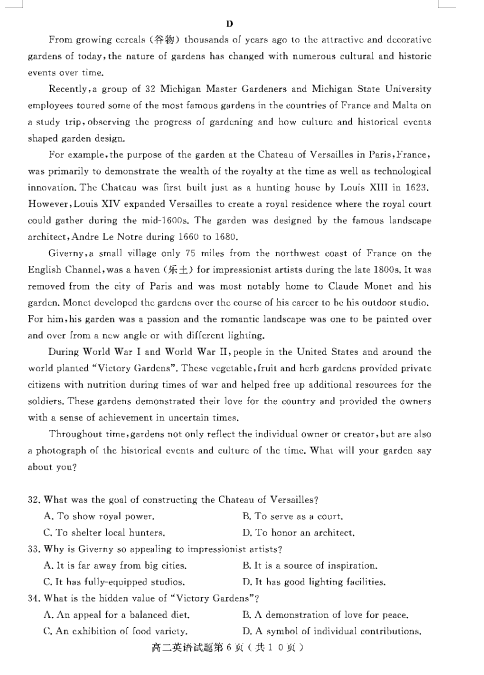 D
From growing cereals (谷物) thousands of years ago to the attractive and decorative
gardens of today, the nature of gardens has changed with numerous cultural and historic
events over time.
Recently, a group of 32 Michigan Master Gardeners and Michigan State University
employees toured some of the most famous gardens in the countries of France and Malta on
a study trip, observing the progress of gardening and how culture and historical events
shaped garden design.
For example, the purpose of the garden at the Chateau of Versailles in Paris, France,
was primarily to demonstrate the wealth of the royalty at the time as well as technological
innovation. The Chateau was first built just as a hunting house by Louis XIII in 1623.
However, Louis XIV expanded Versailles to create a royal residence where the royal court
could gather during the mid-1600s. The garden was designed by the famous landscape
architect, Andre Le Notre during 1660 to 1680.
Giverny, a small village only 75 miles from the northwest coast of France on the
English Channel, was a haven (乐土) for impressionist artists during the late 1800s. It was
removed from the city of Paris and was most notably home to Claude Monet and his
garden. Monet developed the gardens over the course of his career to be his outdoor studio.
For him, his garden was a passion and the romantic landscape was one to be painted over
and over from a new angle or with different lighting.
During World War I and World War II, people in the United States and around the
world planted "Victory Gardens". These vegetable, fruit and herb gardens provided private
citizens with nutrition during times of war and helped free up additional resources for the
soldiers. These gardens demonstrated their love for the country and provided the owners
with a sense of achievement in uncertain times.
Throughout time, gardens not only reflect the individual owner or creator, but are also
a photograph of the historical events and culture of the time. What will your garden say
about you?
32. What was the goal of constructing the Chateau of Versailles?
A. To show royal power. B. To serve as a court.
C. To shelter local hunters. D. To honor an architect.
33. Why is Giverny so appealing to impressionist artists?
A. It is far away from big cities. B. It is a source of inspiration.
C. It has fully-equipped studios. D. It has good lighting facilities.
34. What is the hidden value of "Victory Gardens"?
A. An appeal for a balanced diet. B. A demonstration of love for peace.
C. An exhibition of food variety. D. A symbol of individual contributions.
高二英语试题第6页(共10页)